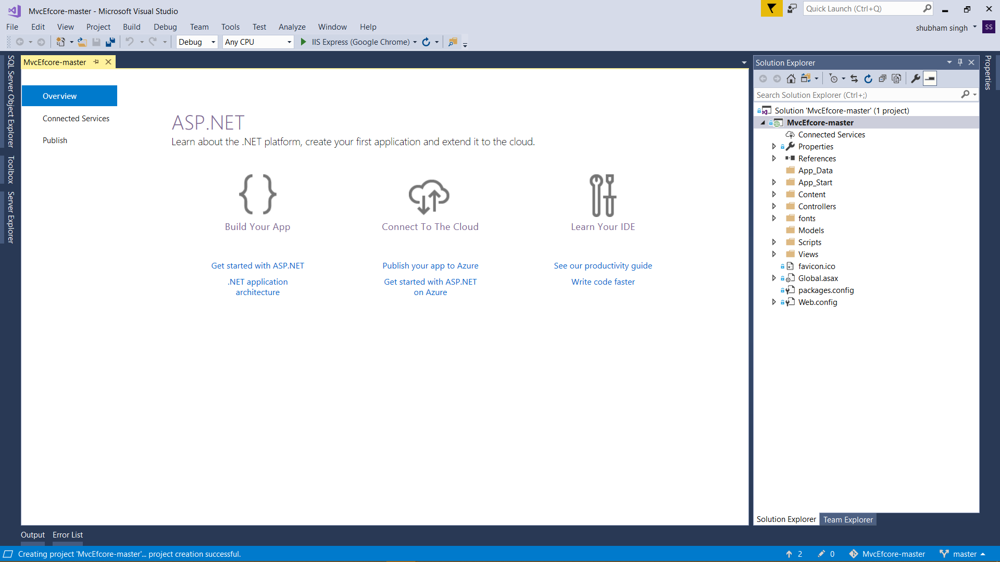 MvcEfcore-master - Microsoft Visual Studio
Quick Launch (Ctrl+Q)
File Edit View Project Build Debug Team Tools Test Analyze Window Help
shubham singh SS
Debug Any CPU IIS Express (Google Chrome)
SQL Server Object Explorer
Toolbox
Server Explorer
MvcEfcore-master
Overview
Connected Services
Publish
ASP.NET
Learn about the .NET platform, create your first application and extend it to the cloud.
Build Your App
Get started with ASP.NET
.NET application
architecture
Connect To The Cloud
Publish your app to Azure
Get started with ASP.NET
on Azure
Learn Your IDE
See our productivity guide
Write code faster
Solution Explorer
Search Solution Explorer (Ctrl+;)
Solution 'MvcEfcore-master' (1 project)
MvcEfcore-master
Connected Services
Properties
References
App_Data
App_Start
Content
Controllers
fonts
Models
Scripts
Views
favicon.ico
Global.asax
packages.config
Web.config
Solution Explorer Team Explorer
Properties
Output Error List
Creating project 'MvcEfcore-master'... project creation successful.
2 0 MvcEfcore-master master